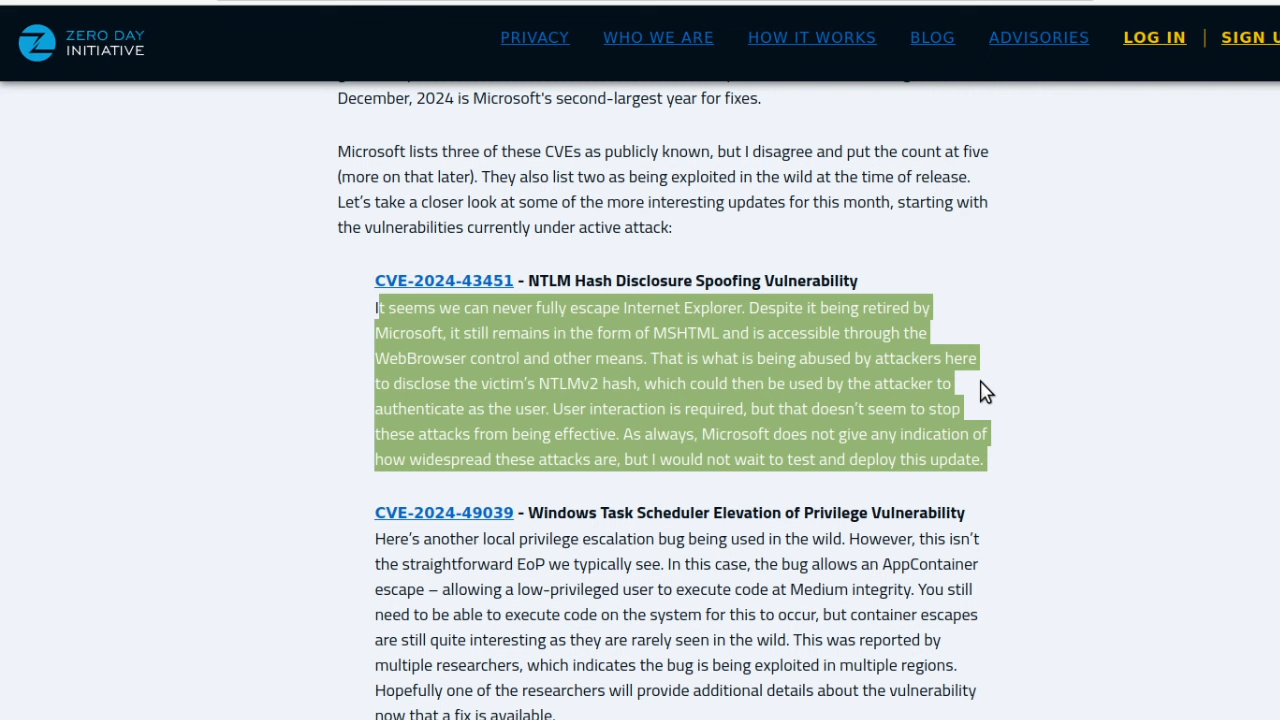 ZERO DAY
INITIATIVE
PRIVACY WHO WE ARE HOW IT WORKS BLOG ADVISORIES LOG IN | SIGN
December, 2024 is Microsoft's second-largest year for fixes.
Microsoft lists three of these CVEs as publicly known, but I disagree and put the count at five
(more on that later). They also list two as being exploited in the wild at the time of release.
Let’s take a closer look at some of the more interesting updates for this month, starting with
the vulnerabilities currently under active attack:
CVE-2024-43451 - NTLM Hash Disclosure Spoofing Vulnerability
It seems we can never fully escape Internet Explorer. Despite it being retired by
Microsoft, it still remains in the form of MSHTML and is accessible through the
WebBrowser control and other means. That is what is being abused by attackers here
to disclose the victim’s NTLMv2 hash, which could then be used by the attacker to
authenticate as the user. User interaction is required, but that doesn’t seem to stop
these attacks from being effective. As always, Microsoft does not give any indication of
how widespread these attacks are, but I would not wait to test and deploy this update.
CVE-2024-49039 - Windows Task Scheduler Elevation of Privilege Vulnerability
Here’s another local privilege escalation bug being used in the wild. However, this isn’t
the straightforward EoP we typically see. In this case, the bug allows an AppContainer
escape – allowing a low-privileged user to execute code at Medium integrity. You still
need to be able to execute code on the system for this to occur, but container escapes
are still quite interesting as they are rarely seen in the wild. This was reported by
multiple researchers, which indicates the bug is being exploited in multiple regions.
Hopefully one of the researchers will provide additional details about the vulnerability
now that a fix is available.